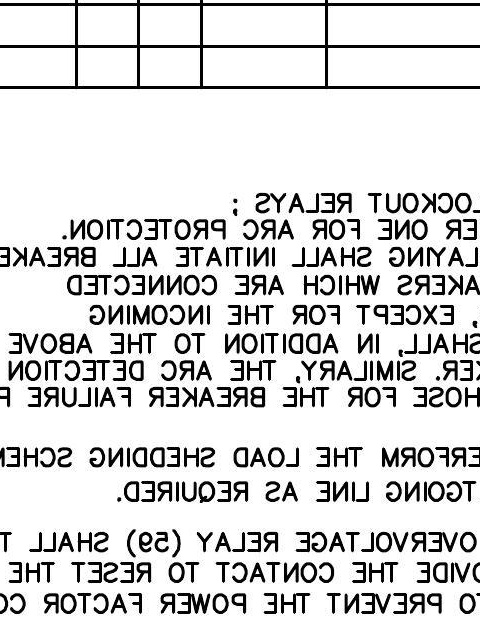 LOCKOUT RELAYS ;
ER ONE FOR ARC PROTECTION.
LAYING SHALL INITIATE ALL BREAKE
AKERS WHICH ARE CONNECTED
, EXCEPT FOR THE INCOMING
SHALL, IN ADDITION TO THE ABOVE
KER. SIMILARY, THE ARC DETECTION
HOSE FOR THE BREAKER FAILURE
ERFORM THE LOAD SHEDDING SCHEM
TGOING LINE AS REQUIRED.
OVERVOLTAGE RELAY (59) SHALL T
OVIDE THE CONTACT TO RESET THE
TO PREVENT THE POWER FACTOR CO